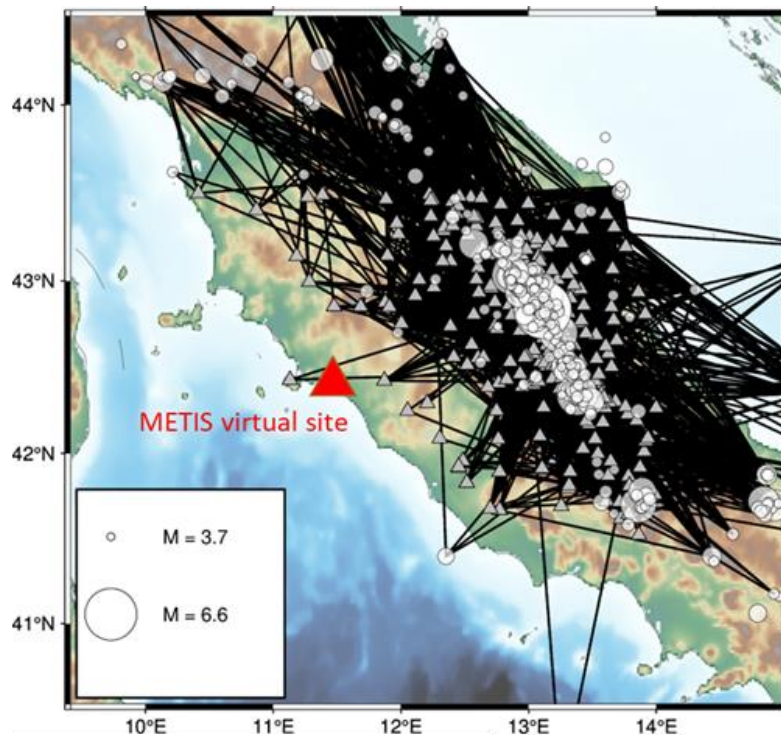 44°N
43°N
METIS virtual site
42°N
M = 3.7
M = 6.6
41°N
10°E 11°E 12°E 13°E 14°E